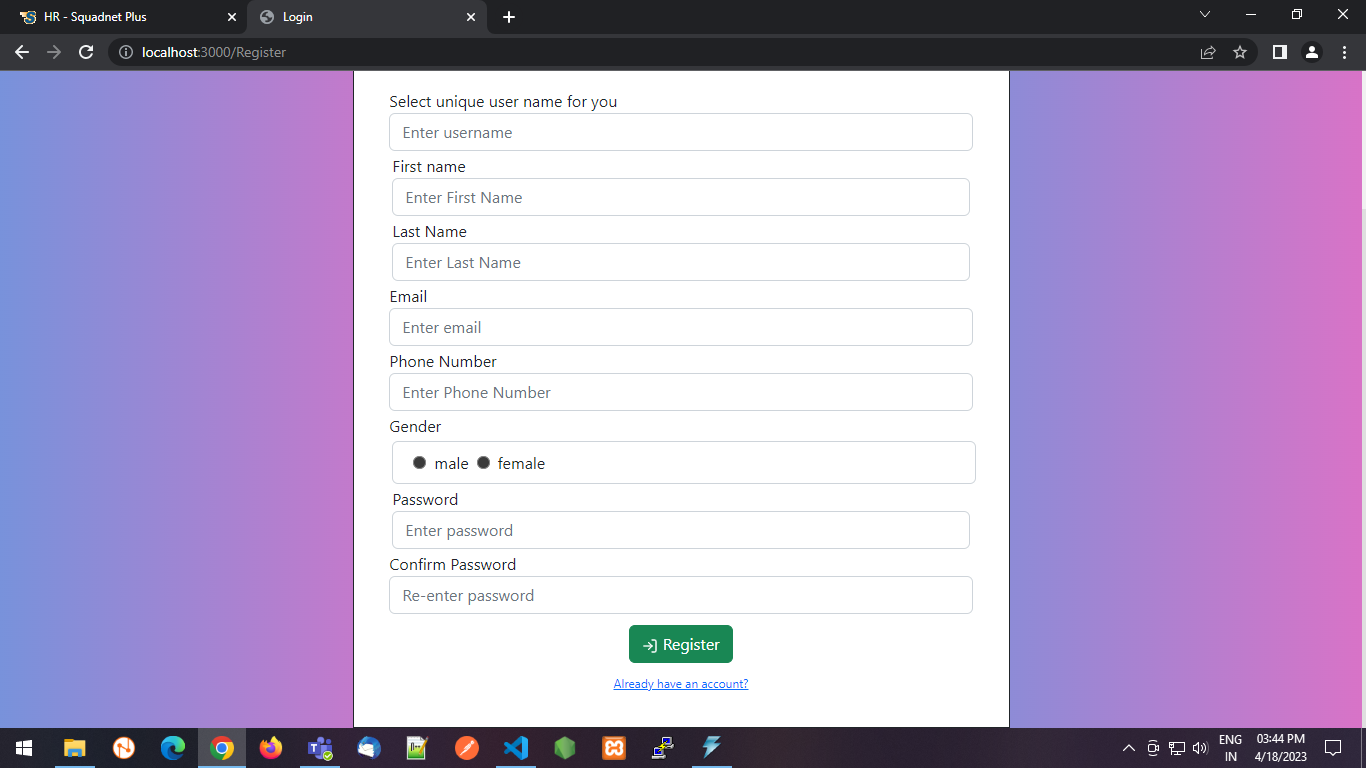 HR - Squadnet Plus
Login
localhost:3000/Register
Select unique user name for you
Enter username
First name
Enter First Name
Last Name
Enter Last Name
Email
Enter email
Phone Number
Enter Phone Number
Gender
male female
Password
Enter password
Confirm Password
Re-enter password
Register
Already have an account?
ENG
IN
03:44 PM
4/18/2023